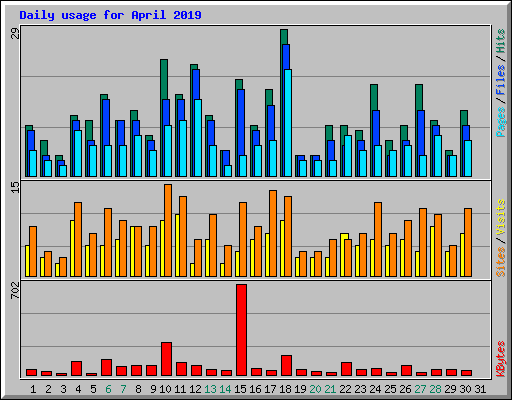 Daily usage for April 2019
29
Pages / Files / Hits
15
Sites / Visits
702
KBytes
1 2 3 4 5 6 7 8 9 10 11 12 13 14 15 16 17 18 19 20 21 22 23 24 25 26 27 28 29 30 31